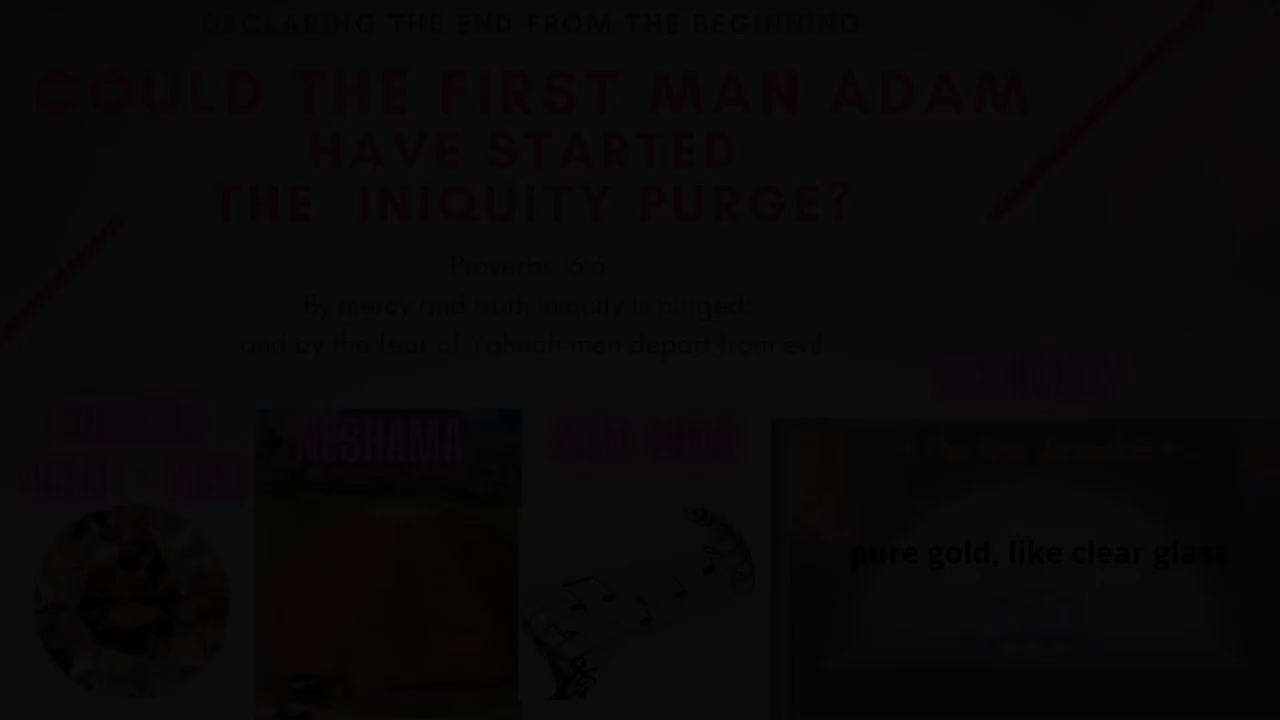 DECLARING THE END FROM THE BEGINNING
COULD THE FIRST MAN ADAM
HAVE STARTED
THE INIQUITY PURGE?
Proverbs 16:6
By mercy and truth iniquity is purged:
and by the fear of Yahuah men depart from evil
NESHAMA
pure gold, like clear glass